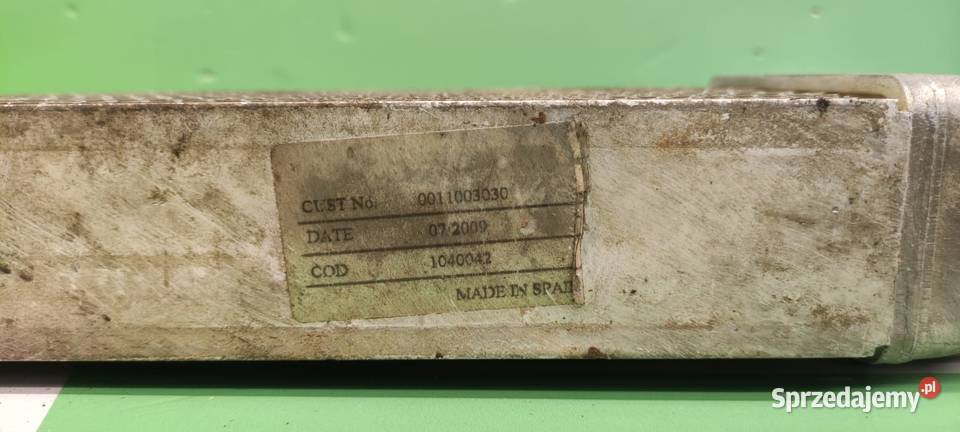 CUST No. 0011003030
DATE 07/2009
COD 1040042
MADE IN SPAI
Sprzedajemy.pl